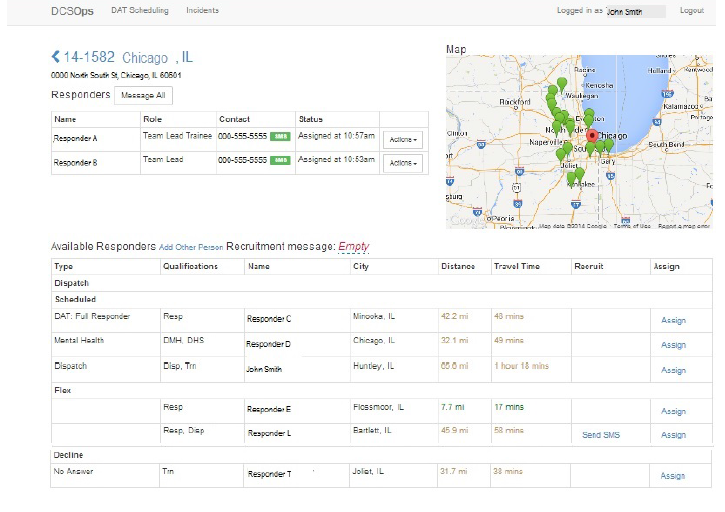 DCSOps DAT Scheduling Incidents Logged in as John Smith Logout
14-1582 Chicago , IL
0000 North South St, Chicago, IL 60601
Responders Message All
Name Role Contact Status
Responder A Team Lead Trainee 000-555-5555 SMS Assigned at 10:57am Actions
Responder B Team Lead 000-555-5555 SMS Assigned at 10:53am Actions
Map
Racine
Kenosha
Holland
Kentwood
Waukegan
Rockford
Kalamazoo
Portage
Clinton
Chicago
Naperville
South Bend
Joliet
Gary
Kankakee
Peoria
Map data ©2014 Google Terms of Use Report a map error
Available Responders Add Other Person Recruitment message: Empty
Type Qualifications Name City Distance Travel Time Recruit Assign
Dispatch
Scheduled
DAT: Full Responder Resp Responder C Minooka, IL 42.2 mi 48 mins Assign
Mental Health DMH, DHS Responder D Chicago, IL 32.1 mi 49 mins Assign
Dispatch Disp, Trn John Smith Huntley, IL 65.6 mi 1 hour 18 mins Assign
Flex
Resp Responder E Flossmoor, IL 7.7 mi 17 mins Assign
Resp, Disp Responder L Bartlett, IL 45.9 mi 58 mins Send SMS Assign
Decline
No Answer Trn Responder T Joliet, IL 31.7 mi 38 mins Assign